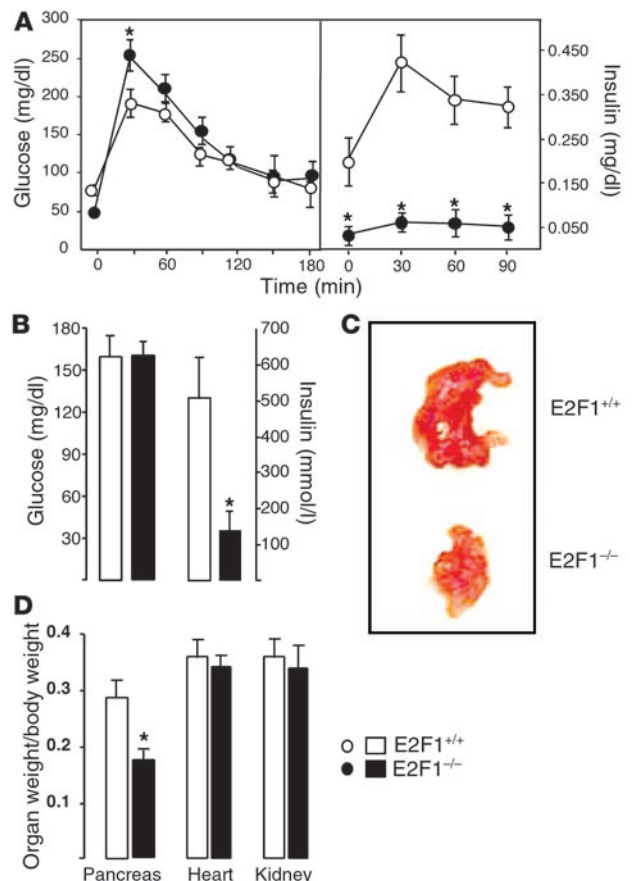 A
Glucose (mg/dl)
300
250
200
150
100
50
0
*
0 60 120 180
0 30 60 90
Time (min)
* * * *
0.450
0.350
0.250
0.150
0.050
Insulin (mg/dl)
B
Glucose (mg/dl)
180
150
120
90
60
30
*
700
600
500
400
300
200
100
Insulin (mmol/l)
C
E2F1+/+
E2F1−/−
D
Organ weight/body weight
0.4
0.3
0.2
0.1
*
Pancreas Heart Kidney
E2F1+/+
E2F1−/−